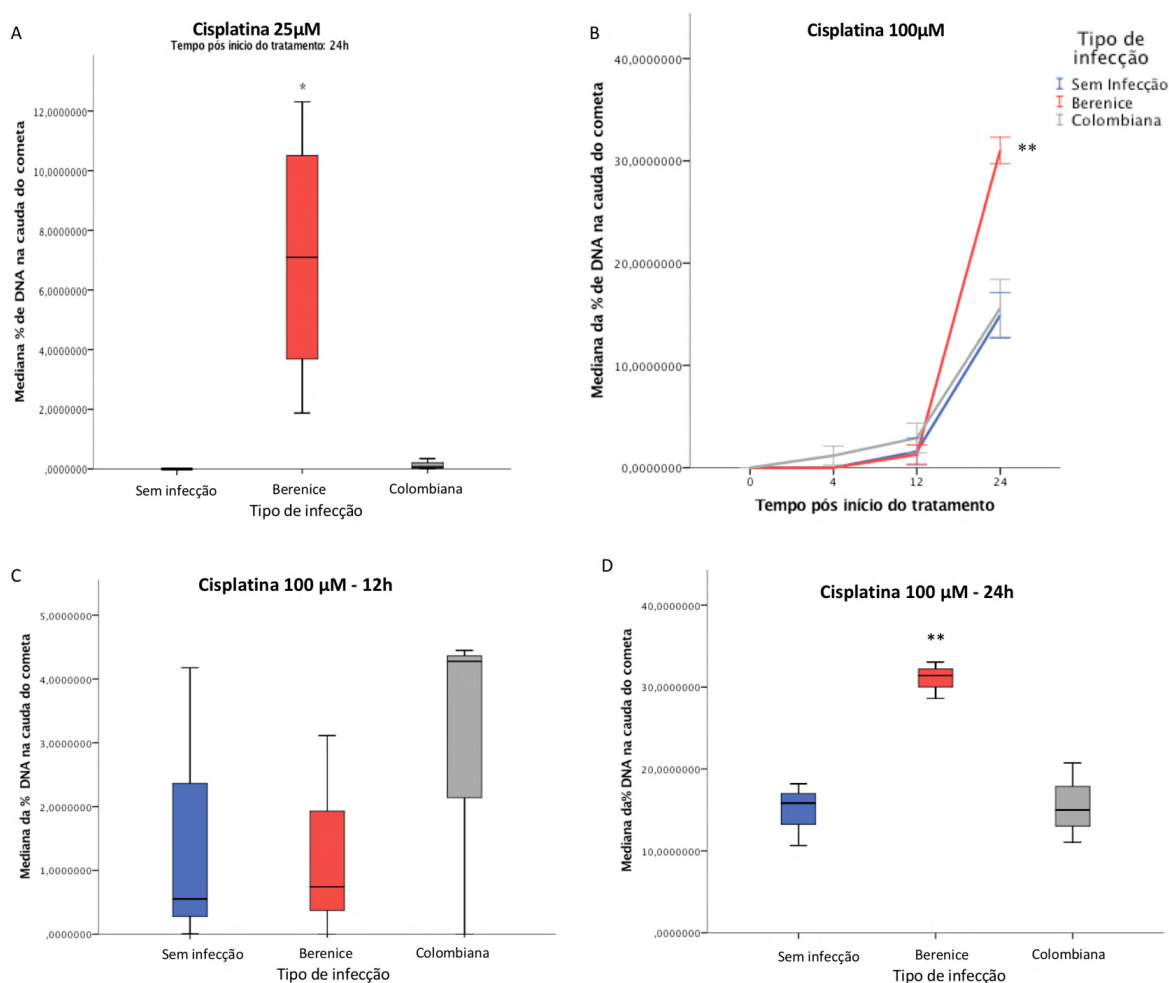 A
Cisplatina 25µM
Tempo pós início do tratamento: 24h
Mediana % de DNA na cauda do cometa
12,0000000
10,0000000
8,0000000
6,0000000
4,0000000
2,0000000
,0000000
*
Sem infecção
Berenice
Colombiana
Tipo de infecção
B
Cisplatina 100µM
Mediana da % de DNA na cauda do cometa
40,0000000
30,0000000
20,0000000
10,0000000
0,0000000
**
0
4
12
24
Tempo pós início do tratamento
Tipo de
infecção
Sem Infecção
Berenice
Colombiana
C
Cisplatina 100 µM - 12h
Mediana da % DNA na cauda do cometa
5,0000000
4,0000000
3,0000000
2,0000000
1,0000000
,0000000
Sem infecção
Berenice
Colombiana
Tipo de infecção
D
Cisplatina 100 µM - 24h
Mediana da% DNA na cauda do cometa
40,0000000
30,0000000
20,0000000
10,0000000
,0000000
**
Sem infecção
Berenice
Colombiana
Tipo de infecção